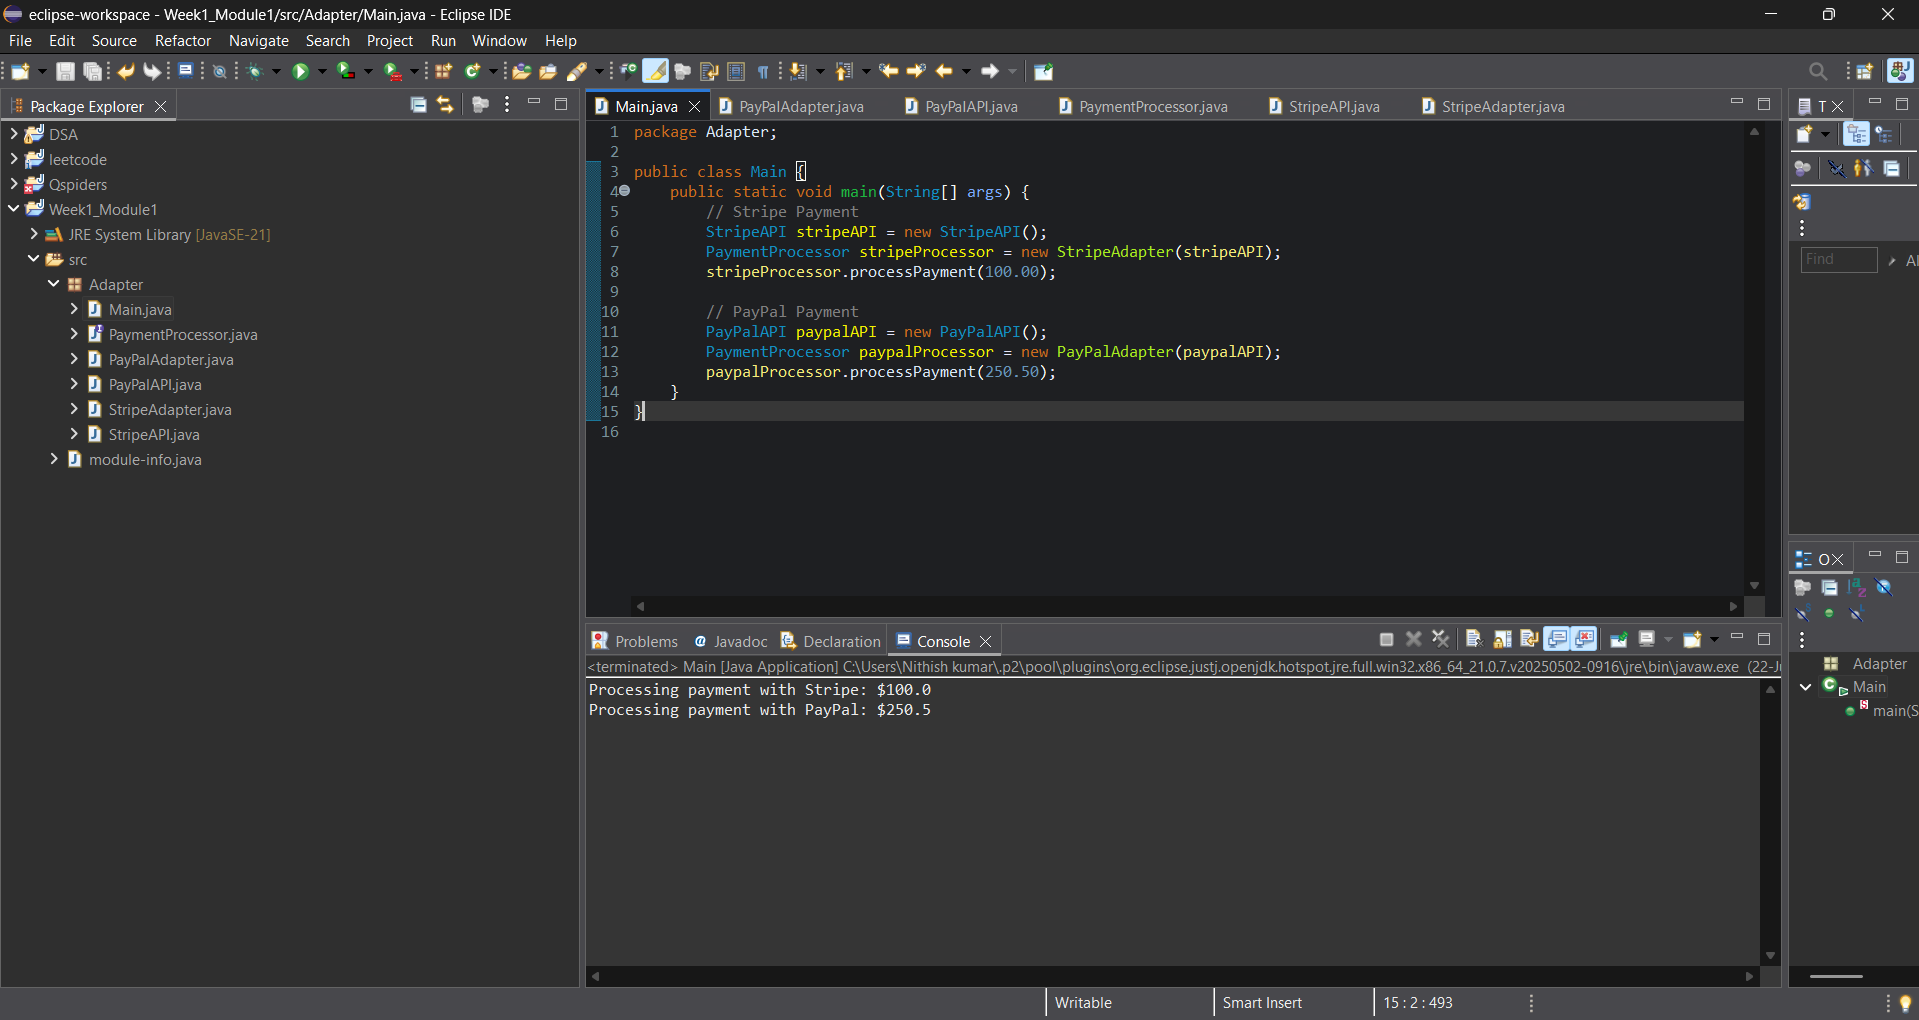 eclipse-workspace - Week1_Module1/src/Adapter/Main.java - Eclipse IDE
File Edit Source Refactor Navigate Search Project Run Window Help
Package Explorer
DSA
leetcode
Qspiders
Week1_Module1
JRE System Library [JavaSE-21]
src
Adapter
Main.java
PaymentProcessor.java
PayPalAdapter.java
PayPalAPI.java
StripeAdapter.java
StripeAPI.java
module-info.java
Main.java PayPalAdapter.java PayPalAPI.java PaymentProcessor.java StripeAPI.java StripeAdapter.java
1 package Adapter;
2
3 public class Main {
4 public static void main(String[] args) {
5 // Stripe Payment
6 StripeAPI stripeAPI = new StripeAPI();
7 PaymentProcessor stripeProcessor = new StripeAdapter(stripeAPI);
8 stripeProcessor.processPayment(100.00);
9
10 // PayPal Payment
11 PayPalAPI paypalAPI = new PayPalAPI();
12 PaymentProcessor paypalProcessor = new PayPalAdapter(paypalAPI);
13 paypalProcessor.processPayment(250.50);
14 }
15 }
16
Problems Javadoc Declaration Console
<terminated> Main [Java Application] C:\Users\Nithish kumar\.p2\pool\plugins\org.eclipse.justj.openjdk.hotspot.jre.full.win32.x86_64_21.0.7.v20250502-0916\jre\bin\javaw.exe (22-J
Processing payment with Stripe: $100.0
Processing payment with PayPal: $250.5
T
Find Al
O
Adapter
Main
main(S
Writable Smart Insert 15 : 2 : 493